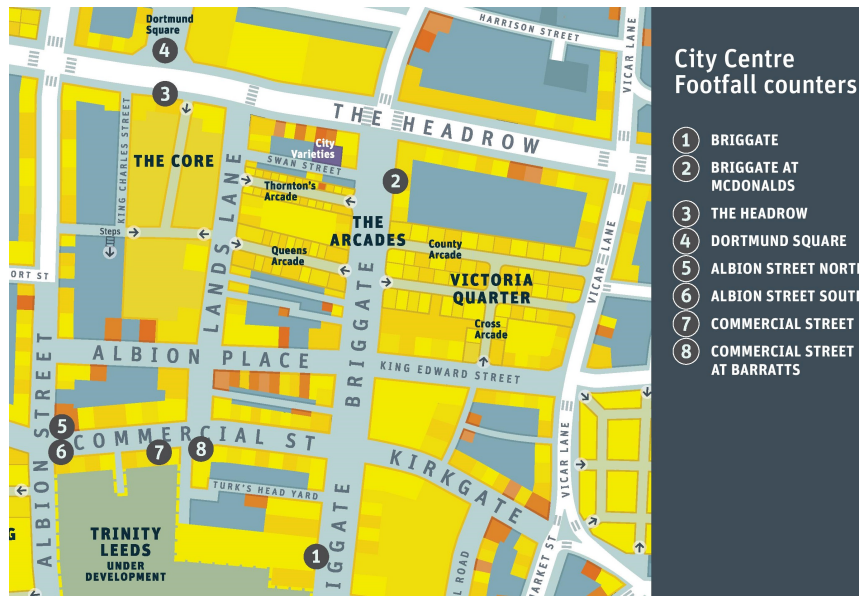 Dortmund
Square
4
HARRISON STREET
VICAR LANE
3
THE HEADROW
KING CHARLES STREET
THE CORE
City
Varieties
SWAN STREET
2
Thornton's
Arcade
LANDS LANE
THE
ARCADES
Steps
Queens
Arcade
County
Arcade
VICTORIA
QUARTER
VICAR LANE
ORT ST
Cross
Arcade
BRIGGATE
ALBION PLACE
KING EDWARD STREET
ALBION STREET
5
COMMERCIAL ST
6
7
8
KIRKGATE
VICAR LANE
TURK'S HEAD YARD
G
ALBION
TRINITY
LEEDS
UNDER
DEVELOPMENT
1
IGGATE
L ROAD
MARKET ST
City Centre
Footfall counters
1 BRIGGATE
2 BRIGGATE AT
MCDONALDS
3 THE HEADROW
4 DORTMUND SQUARE
5 ALBION STREET NORTH
6 ALBION STREET SOUTH
7 COMMERCIAL STREET
8 COMMERCIAL STREET
AT BARRATTS